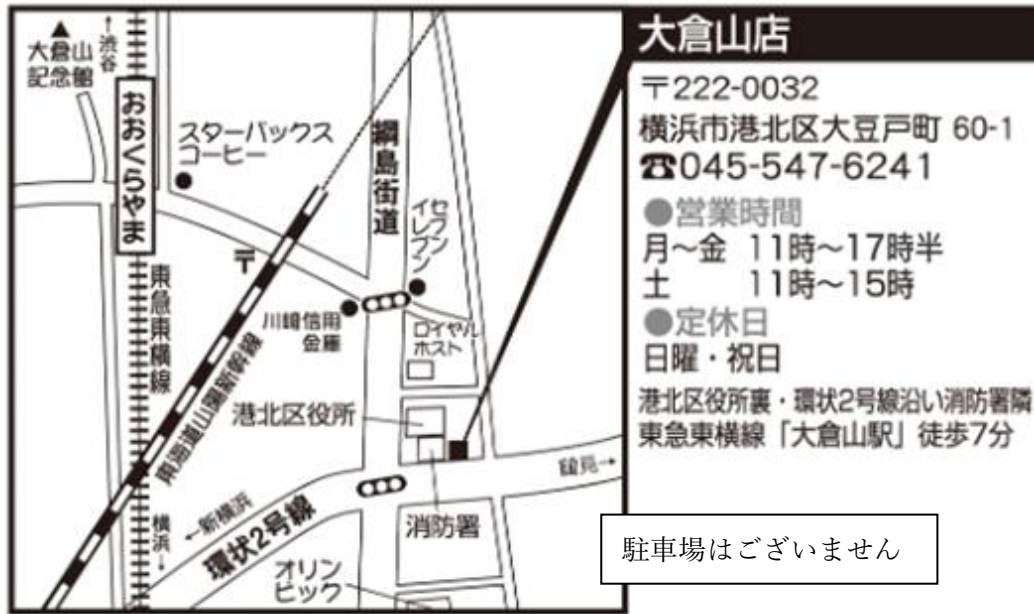 ▲
大倉山
記念館
←渋谷
おおくらやま
スターバックス
コーヒー
綱島街道
セブン
イレブン
〒
東急東横線
川崎信用
金庫
ロイヤル
ホスト
東海道山陽新幹線
港北区役所
鶴見→
←新横浜
環状2号線
横浜→
消防署
オリン
ピック
大倉山店
〒222-0032
横浜市港北区大豆戸町 60-1
☎045-547-6241
●営業時間
月〜金 11時〜17時半
土 11時〜15時
●定休日
日曜・祝日
港北区役所裏・環状2号線沿い消防署隣
東急東横線「大倉山駅」徒歩7分
駐車場はございません